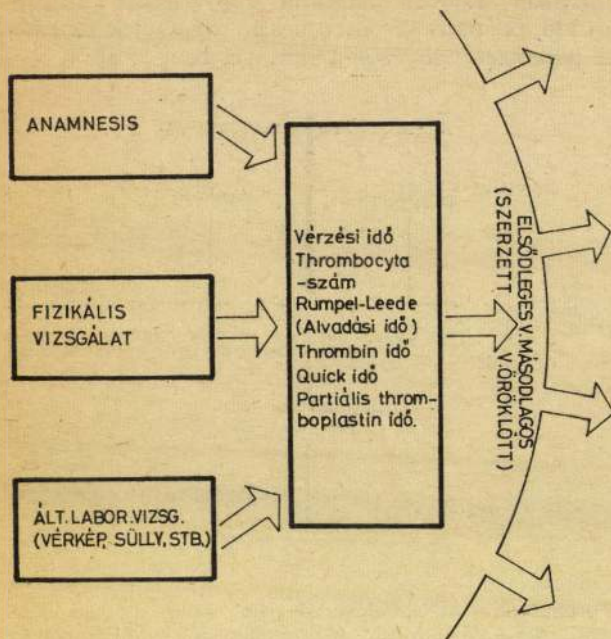 ANAMNESIS
FIZIKÁLIS
VIZSGÁLAT
ÁLT. LABOR. VIZSG.
(VÉRKÉP, SÜLLY, STB.)
Vérzési idő
Thrombocyta
-szám
Rumpel-Leede
(Alvadási idő)
Thrombin idő
Quick idő
Partiális throm-
boplastin idő.
ELSŐDLEGES V. MÁSODLAGOS
(SZERZETT V. ÖRÖKLÖTT)